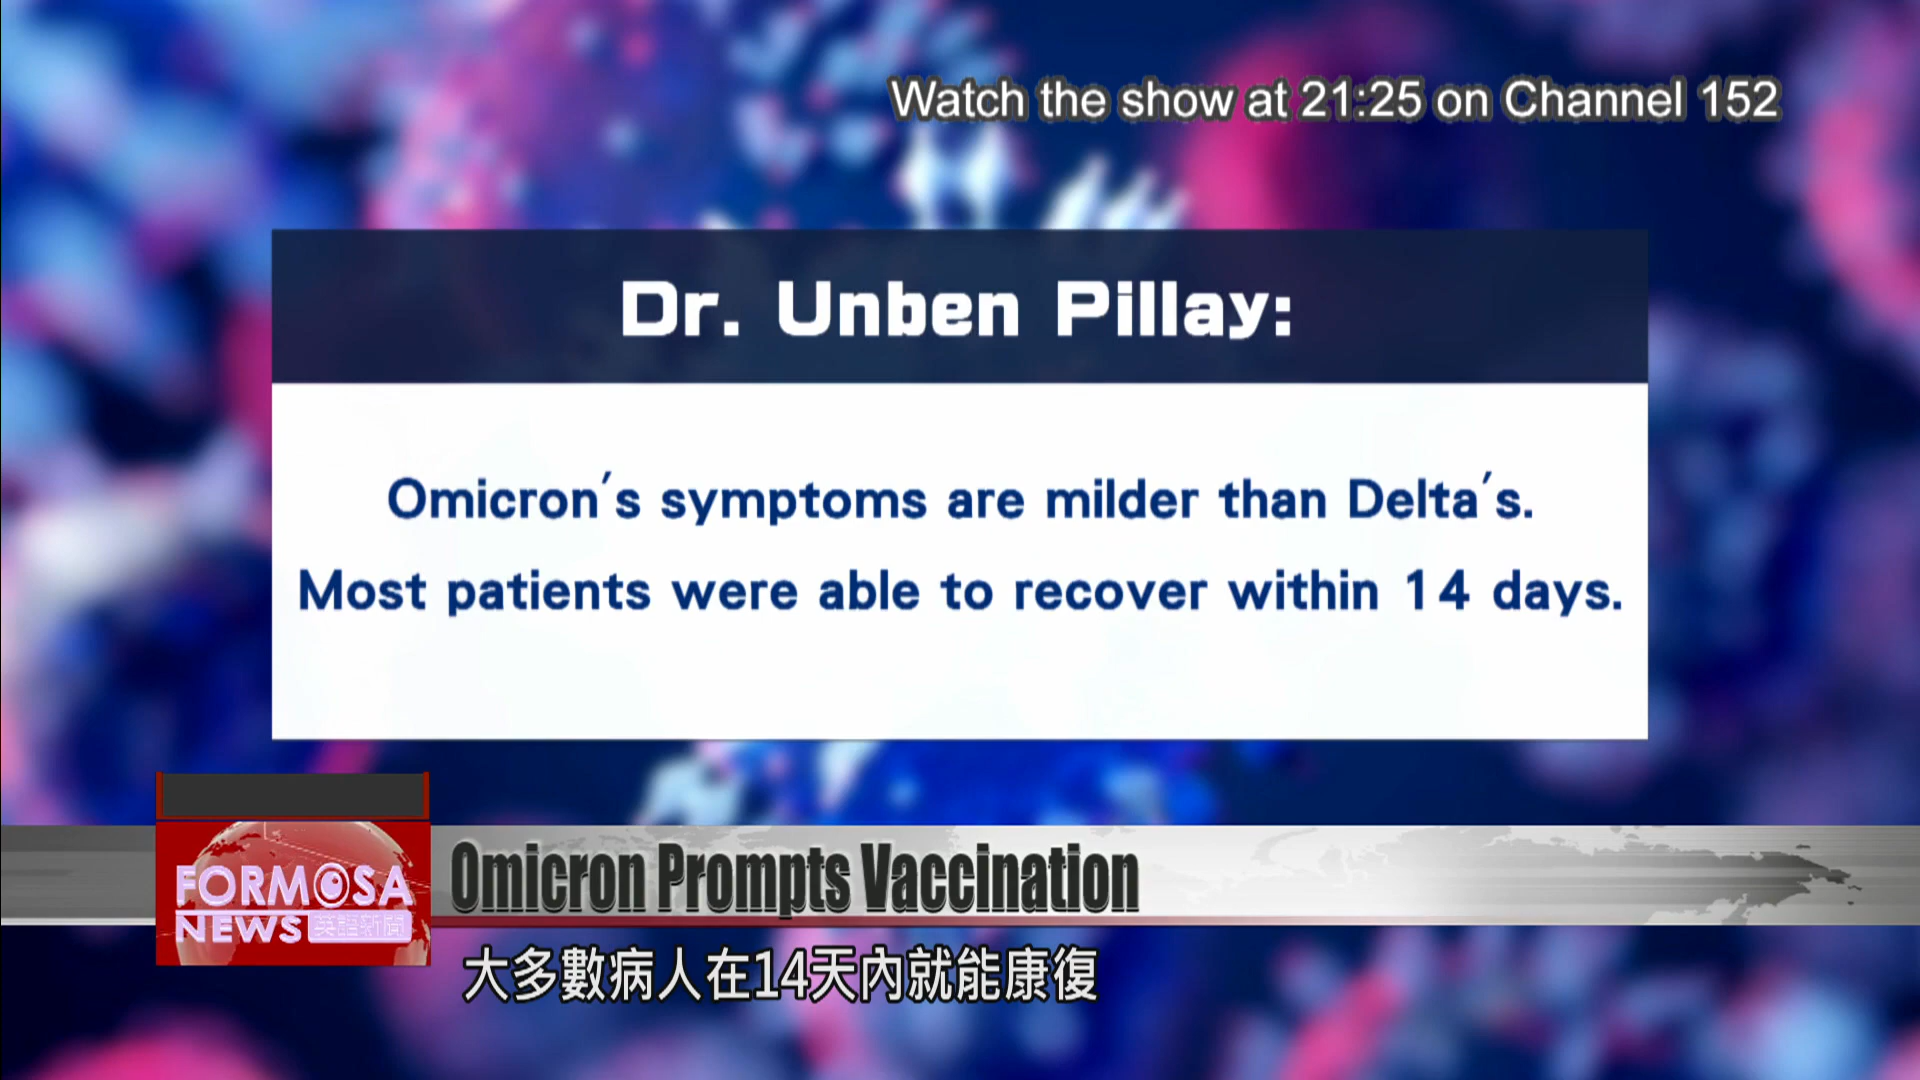 Watch the show at 21:25 on Channel 152
Dr. Unben Pillay:
Omicron's symptoms are milder than Delta's.
Most patients were able to recover within 14 days.
FORMOSA
NEWS 英語新聞
Omicron Prompts Vaccination
大多數病人在14天內就能康復